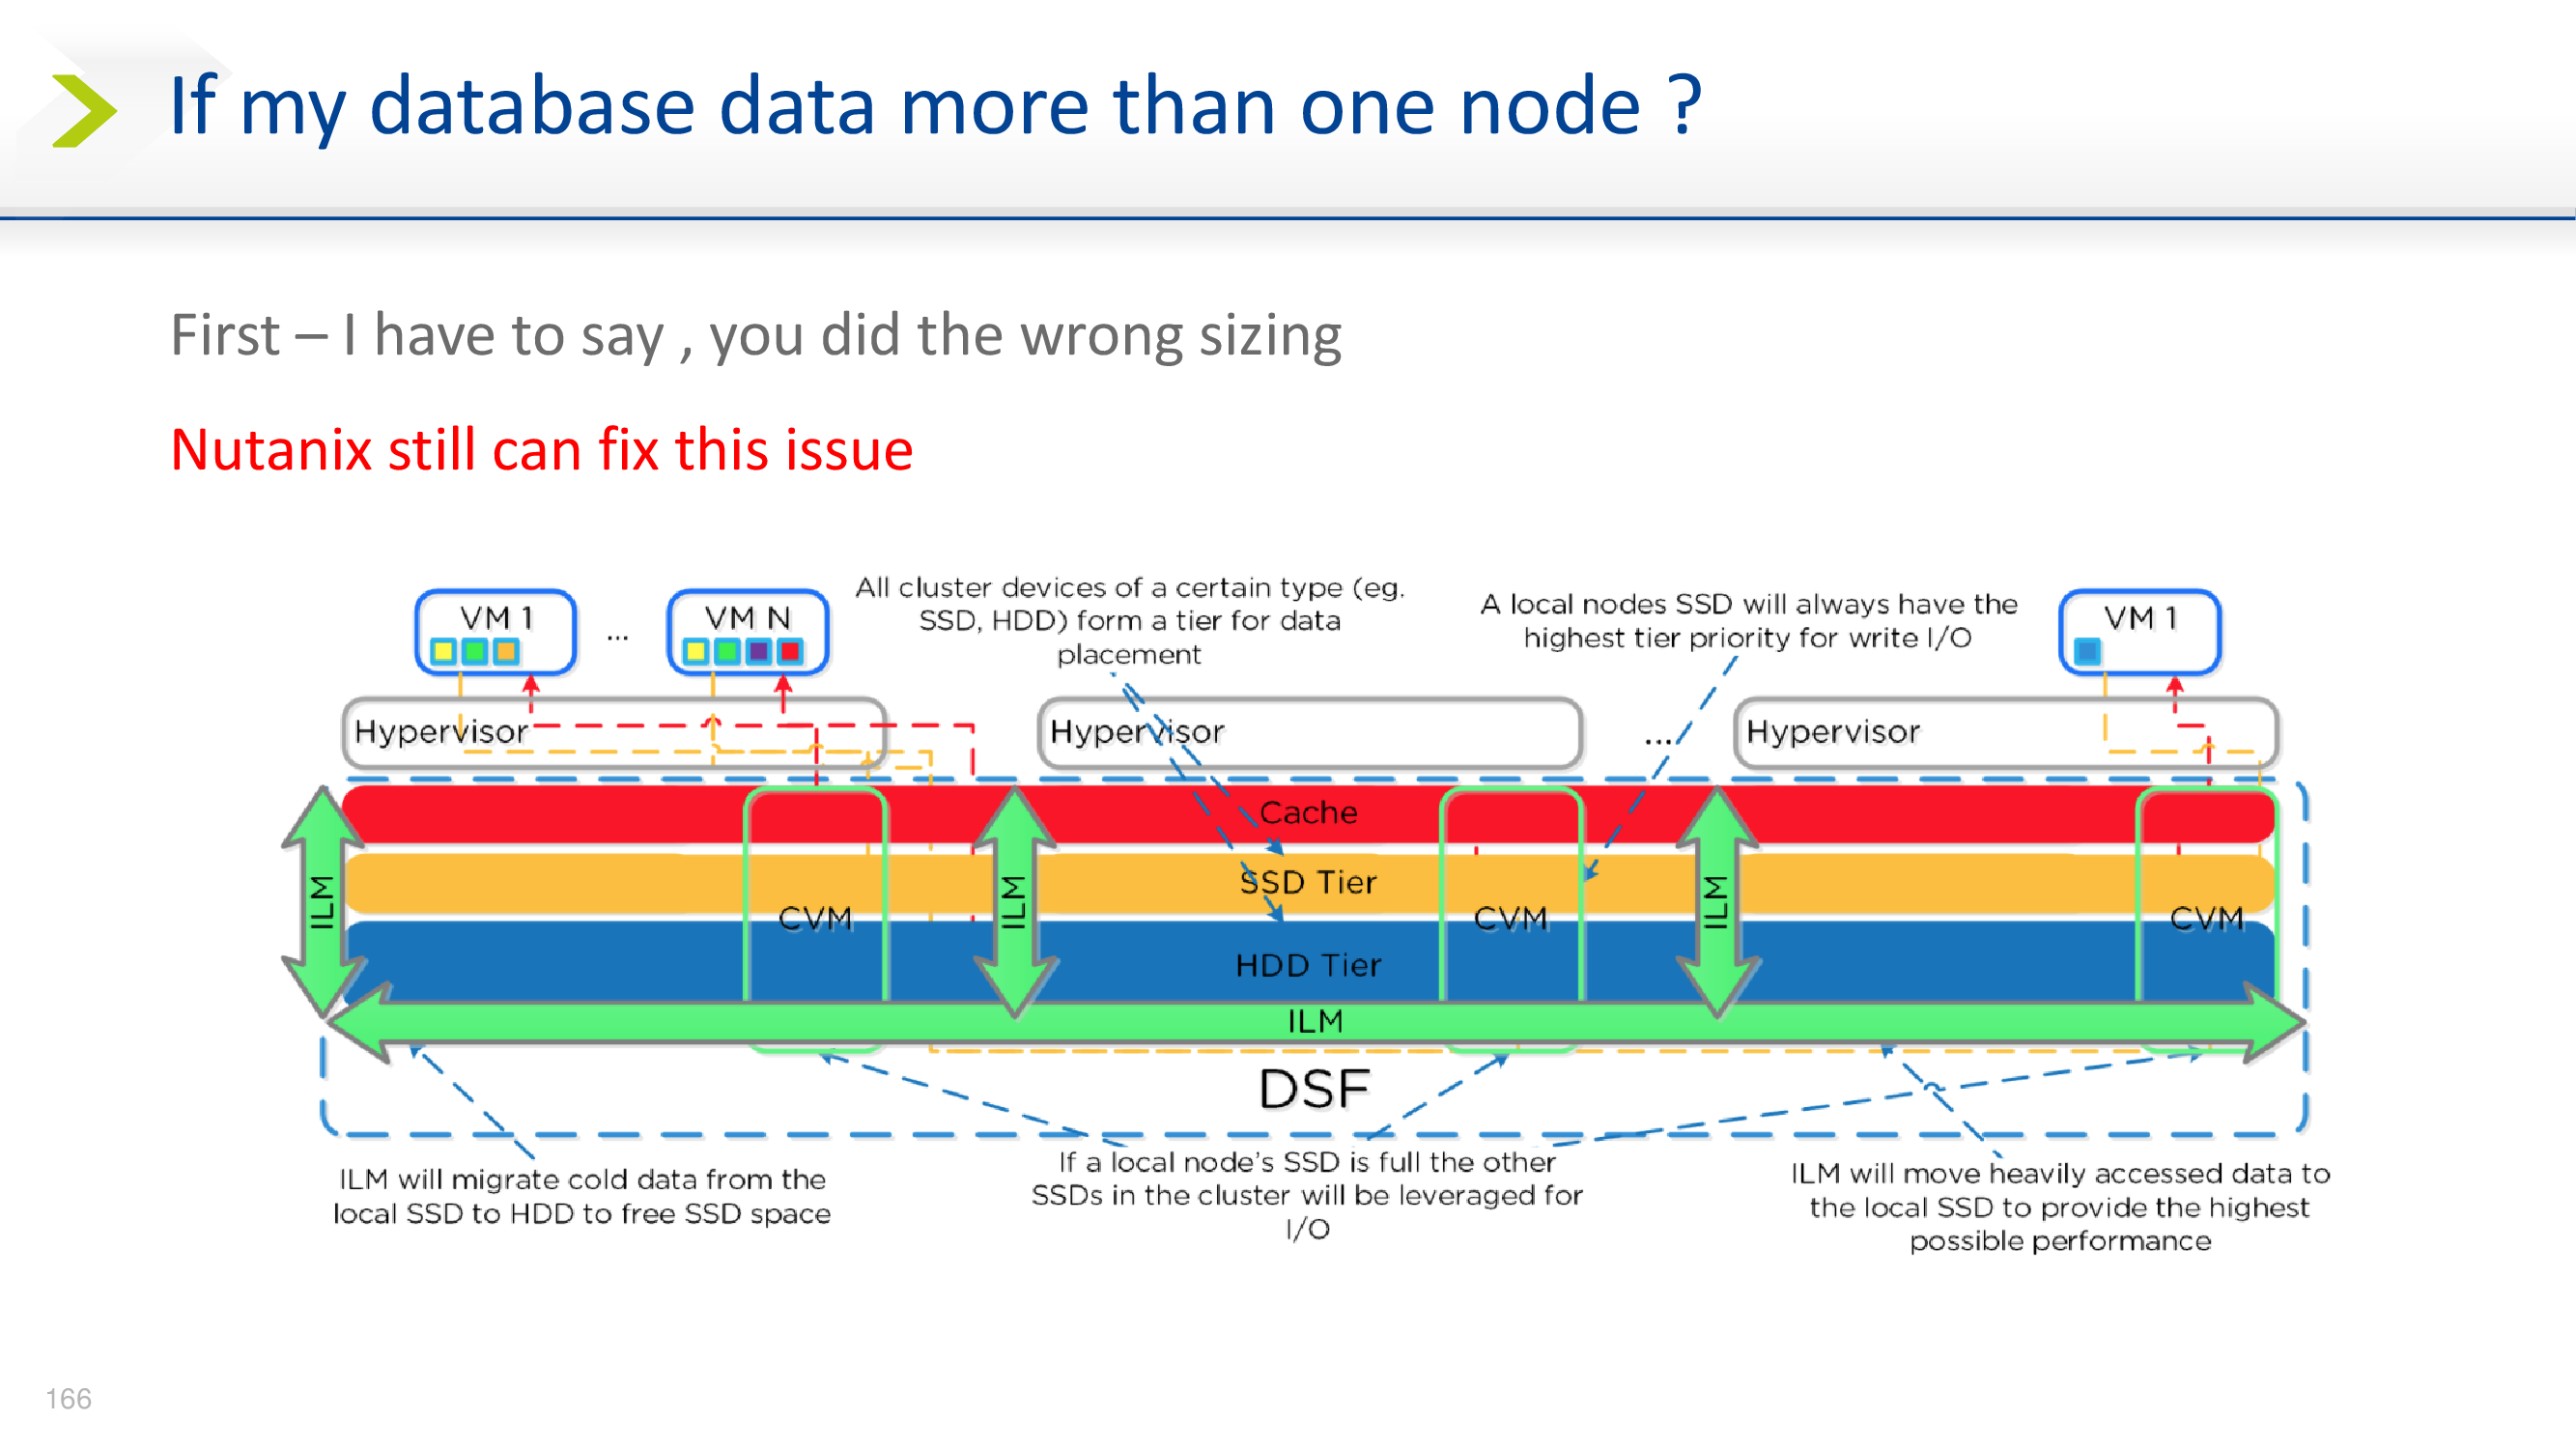 If my database data more than one node ?
First – I have to say , you did the wrong sizing
Nutanix still can fix this issue
VM 1
...
VM N
All cluster devices of a certain type (eg.
SSD, HDD) form a tier for data
placement
A local nodes SSD will always have the
highest tier priority for write I/O
VM 1
Hypervisor
Hypervisor
...
Hypervisor
Cache
SSD Tier
HDD Tier
CVM
CVM
CVM
ILM
ILM
ILM
ILM
DSF
ILM will migrate cold data from the
local SSD to HDD to free SSD space
If a local node's SSD is full the other
SSDs in the cluster will be leveraged for
I/O
ILM will move heavily accessed data to
the local SSD to provide the highest
possible performance
166